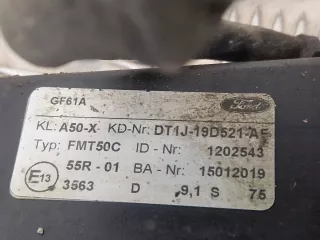 GF61A
Ford
KL: A50-X KD-Nr: DT1J-19D521-AF
Typ: FMT50C ID - Nr: 1202543
55R - 01 BA - Nr: 15012019
E13
3563 D 9,1 S 75